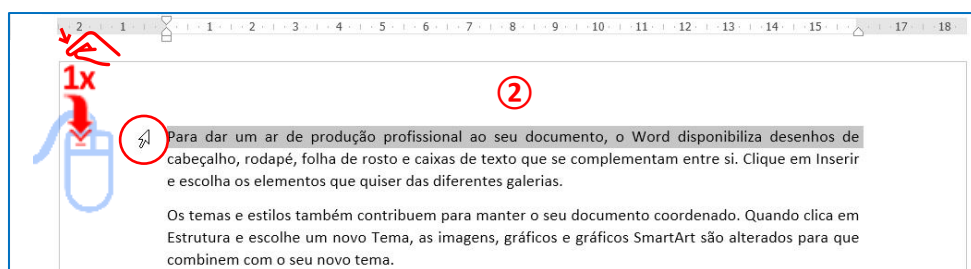 2 1 1 2 3 4 5 6 7 8 9 10 11 12 13 14 15 17 18
1x
2
Para dar um ar de produção profissional ao seu documento, o Word disponibiliza desenhos de
cabeçalho, rodapé, folha de rosto e caixas de texto que se complementam entre si. Clique em Inserir
e escolha os elementos que quiser das diferentes galerias.
Os temas e estilos também contribuem para manter o seu documento coordenado. Quando clica em
Estrutura e escolhe um novo Tema, as imagens, gráficos e gráficos SmartArt são alterados para que
combinem com o seu novo tema.